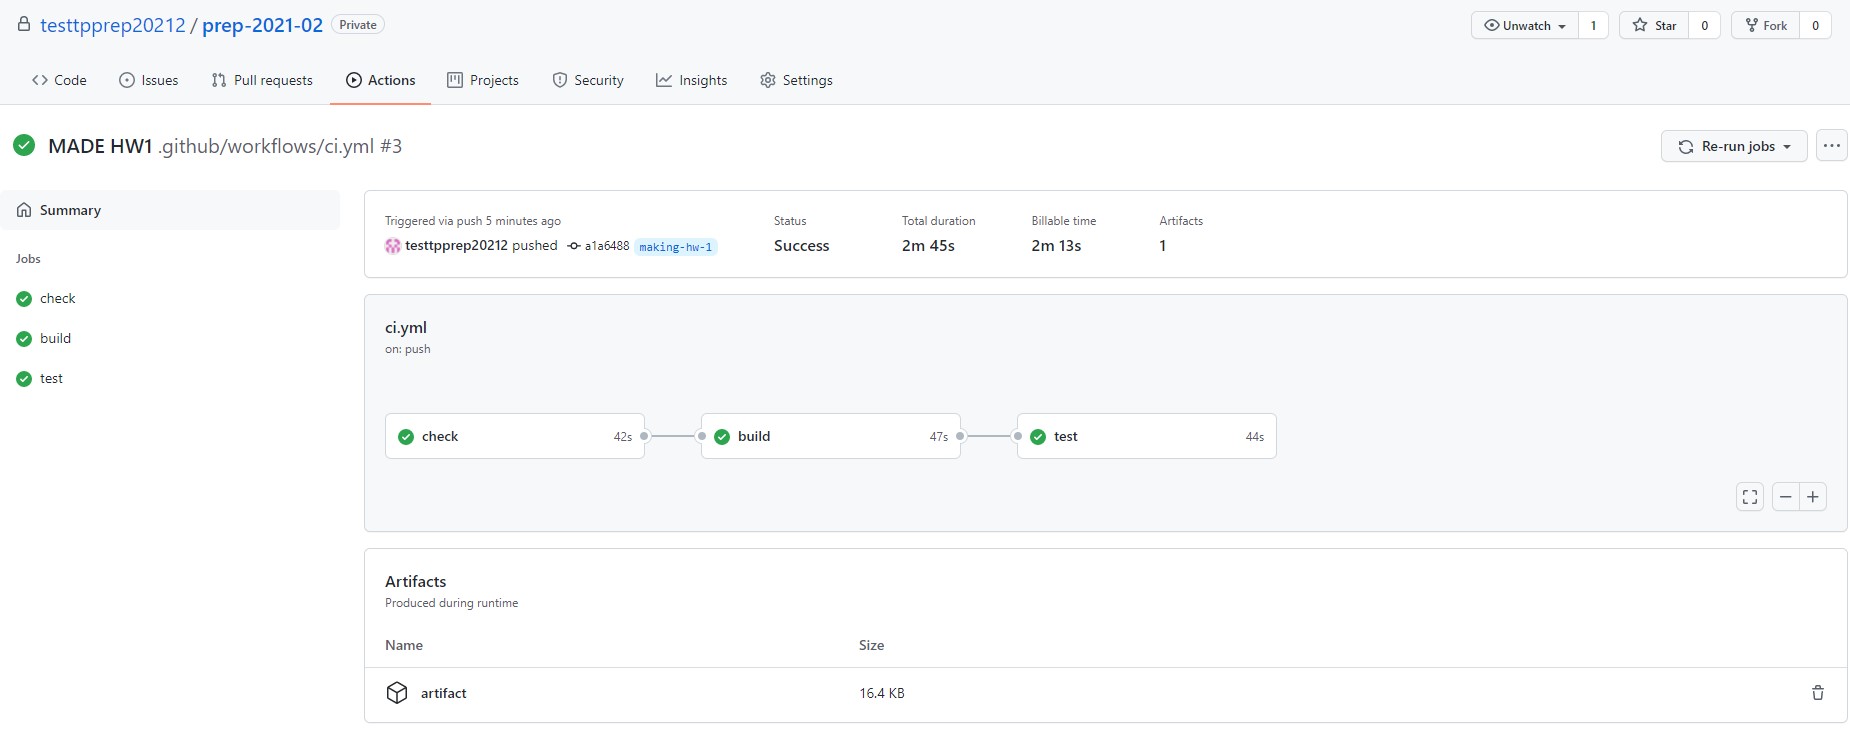 testtpprep20212 / prep-2021-02 Private
Unwatch 1 Star 0 Fork 0
Code Issues Pull requests Actions Projects Security Insights Settings
MADE HW1 .github/workflows/ci.yml #3
Re-run jobs
Summary
Jobs
check
build
test
Triggered via push 5 minutes ago
testtpprep20212 pushed a1a6488 making-hw-1
Status
Success
Total duration
2m 45s
Billable time
2m 13s
Artifacts
1
ci.yml
on: push
check 42s
build 47s
test 44s
Artifacts
Produced during runtime
Name Size
artifact 16.4 KB